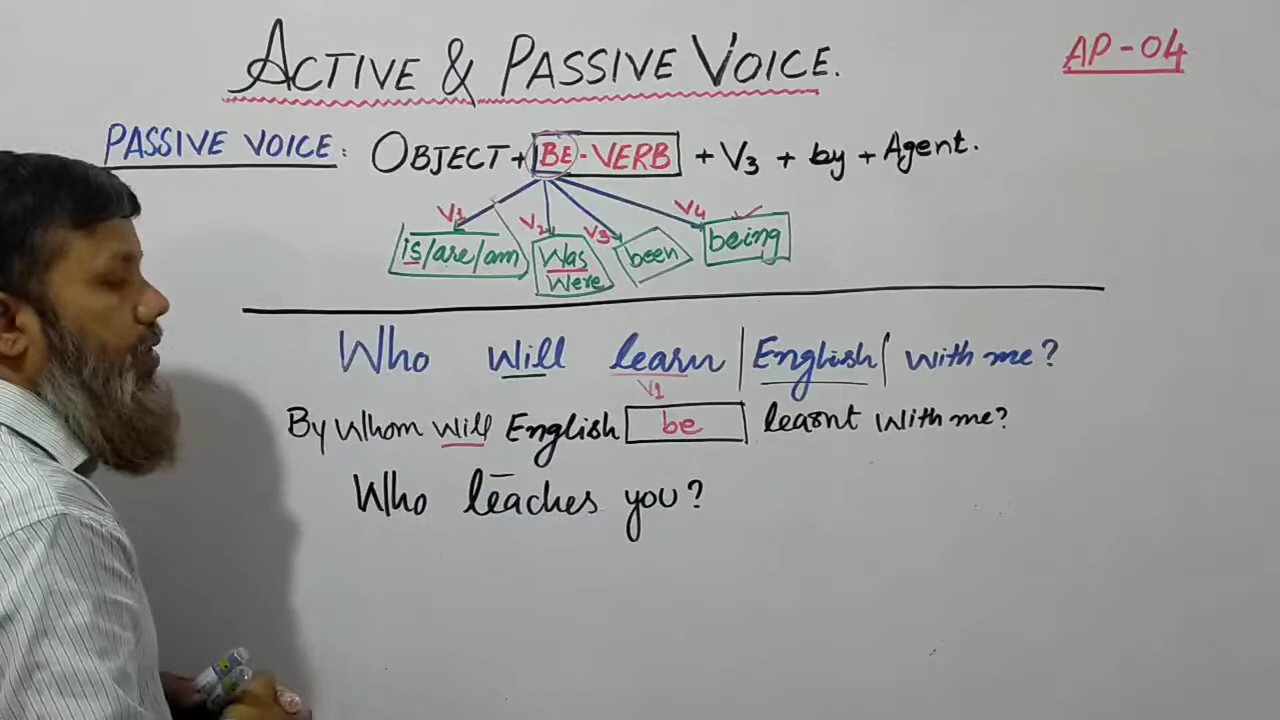 ACTIVE & PASSIVE VOICE.
AP-04
PASSIVE VOICE: OBJECT + BE-VERB + V3 + by + Agent.
V1 V2 V3 V4
is/are/am Was Were been being
Who will learn | English | with me?
V1
By Whom will English be learnt with me?
Who teaches you?